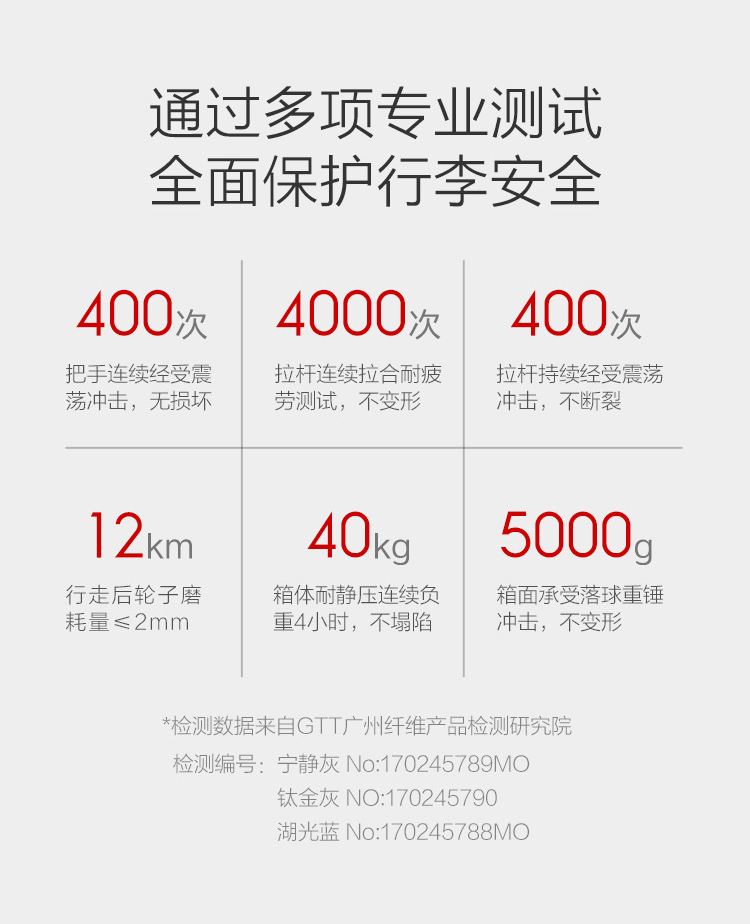 通过多项专业测试
全面保护行李安全
400次
把手连续经受震
荡冲击，无损坏
4000次
拉杆连续拉合耐疲
劳测试，不变形
400次
拉杆持续经受震荡
冲击，不断裂
12km
行走后轮子磨
耗量≤2mm
40kg
箱体耐静压连续负
重4小时，不塌陷
5000g
箱面承受落球重锤
冲击，不变形
*检测数据来自GTT广州纤维产品检测研究院
检测编号：宁静灰 No:170245789MO
钛金灰 NO:170245790
湖光蓝 No:170245788MO